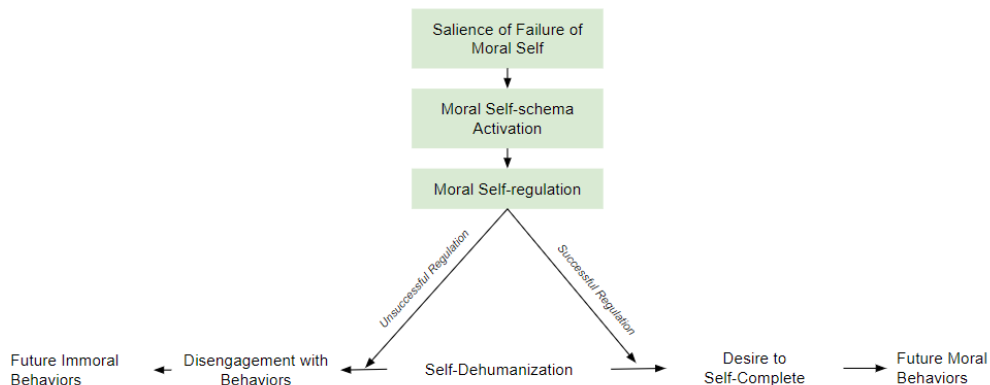 Salience of Failure of
Moral Self
Moral Self-schema
Activation
Moral Self-regulation
Unsuccessful Regulation
Successful Regulation
Future Immoral
Behaviors
Disengagement with
Behaviors
Self-Dehumanization
Desire to
Self-Complete
Future Moral
Behaviors